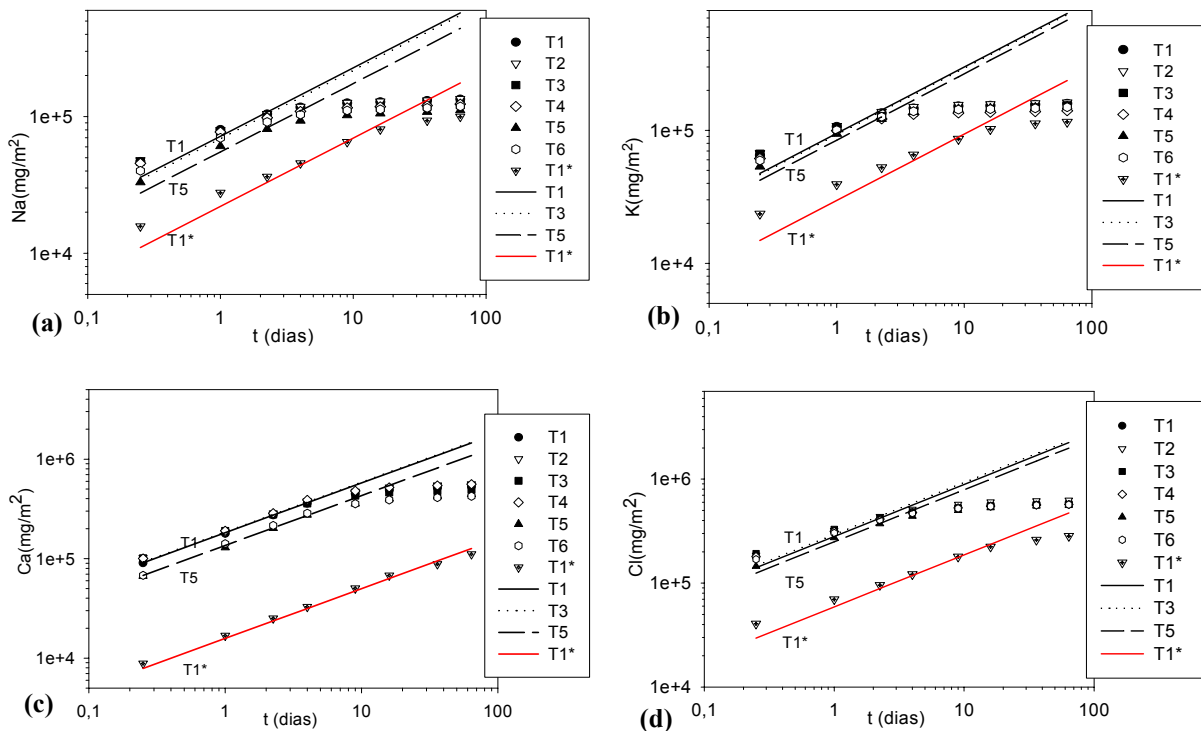 Na(mg/m²)
1e+5
1e+4
0,1
1
10
100
t (dias)
(a)
T1
T5
T1*
T1
T2
T3
T4
T5
T6
T1*
T1
T3
T5
T1*
K(mg/m²)
1e+5
1e+4
0,1
1
10
100
t (dias)
(b)
T1
T5
T1*
T1
T2
T3
T4
T5
T6
T1*
T1
T3
T5
T1*
Ca(mg/m²)
1e+6
1e+5
1e+4
0,1
1
10
100
t (dias)
(c)
T1
T5
T1*
T1
T2
T3
T4
T5
T6
T1*
T1
T3
T5
T1*
Cl(mg/m²)
1e+6
1e+5
1e+4
0,1
1
10
100
t (dias)
(d)
T1
T5
T1*
T1
T2
T3
T4
T5
T6
T1*
T1
T3
T5
T1*